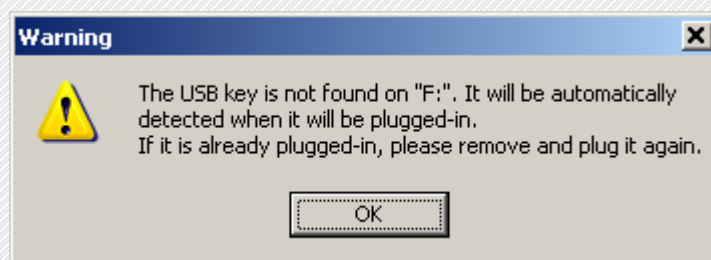 Warning
The USB key is not found on "F:". It will be automatically
detected when it will be plugged-in.
If it is already plugged-in, please remove and plug it again.
OK